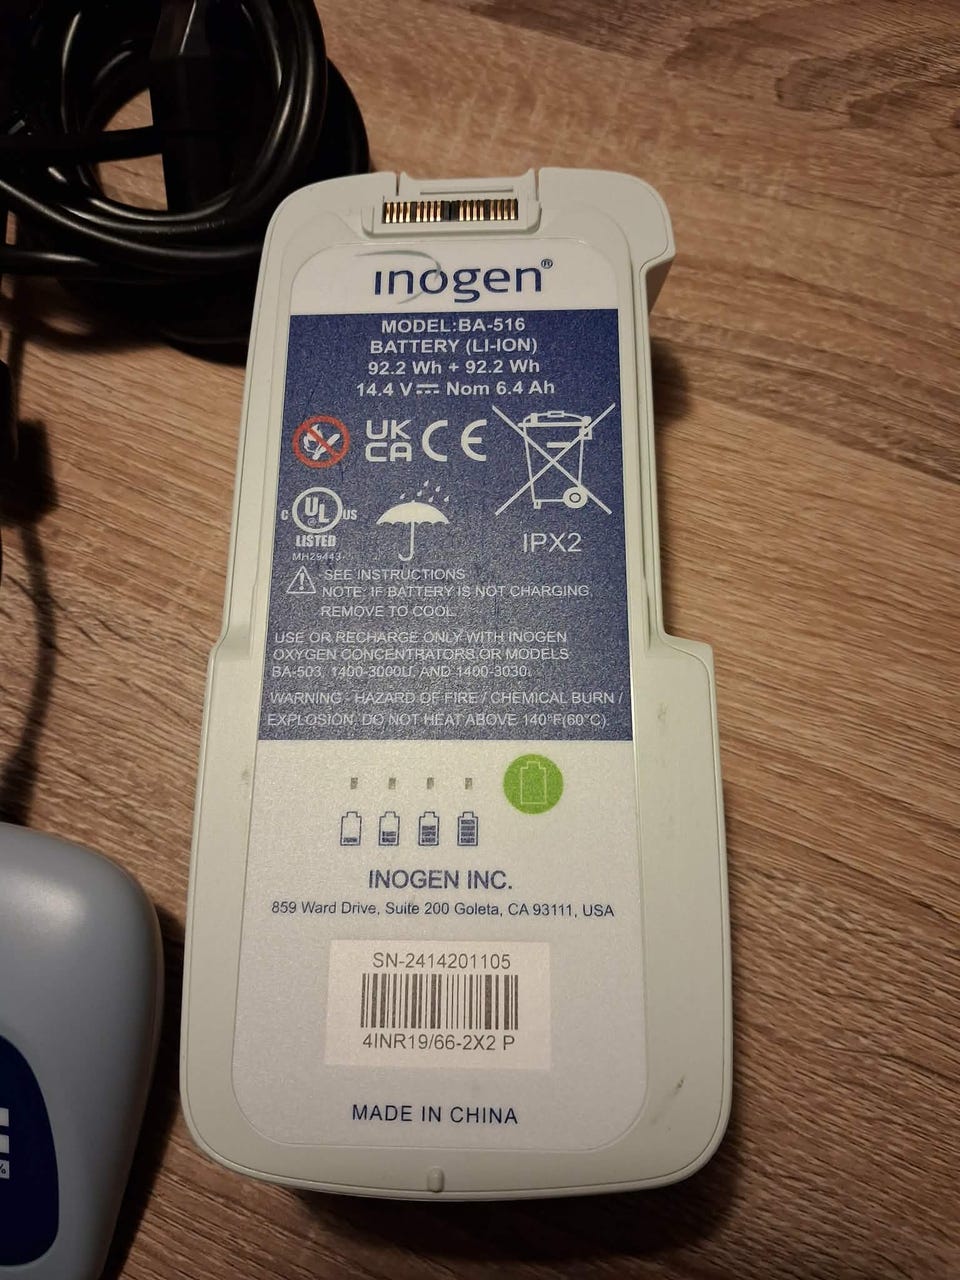 inogen®
MODEL:BA-516
BATTERY (LI-ION)
92.2 Wh + 92.2 Wh
14.4 V Nom 6.4 Ah
UK
CA CE
C UL US
LISTED
MH29443
IPX2
SEE INSTRUCTIONS
NOTE: IF BATTERY IS NOT CHARGING,
REMOVE TO COOL.
USE OR RECHARGE ONLY WITH INOGEN
OXYGEN CONCENTRATORS OR MODELS
BA-503, 1400-3000U, AND 1400-3030.
WARNING - HAZARD OF FIRE / CHEMICAL BURN /
EXPLOSION. DO NOT HEAT ABOVE 140°F(60°C).
INOGEN INC.
859 Ward Drive, Suite 200 Goleta, CA 93111, USA
SN-2414201105
4INR19/66-2X2 P
MADE IN CHINA
%